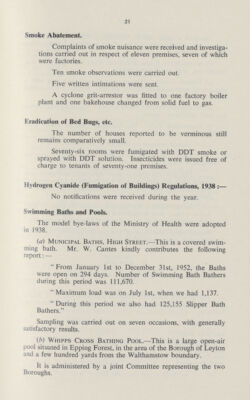 21
Smoke Abatement.
Complaints of smoke nuisance were received and investiga-
tions carried out in respect of eleven premises, seven of which
were factories.
Ten smoke observations were carried out.
Five written intimations were sent.
A cyclone grit-arrestor was fitted to one factory boiler
plant and one bakehouse changed from solid fuel to gas.
Eradication of Bed Bugs, etc.
The number of houses reported to be verminous still
remains comparatively small.
Seventy-six rooms were fumigated with DDT smoke or
sprayed with DDT solution. Insecticides were issued free of
charge to tenants of seventy-one premises.
Hydrogen Cyanide (Fumigation of Buildings) Regulations, 1938 :—
No notifications were received during the year.
Swimming Baths and Pools.
The model bye-laws of the Ministry of Health were adopted
in 1938.
(a) MUNICIPAL BATHS, HIGH STREET.—This is a covered swim-
ming bath. Mr. W. Cantes kindly contributes the following
report :—
"From January 1st to December 31st, 1952, the Baths
were open on 294 days. Number of Swimming Bath Bathers
during this period was 111,670.
"Maximum load was on July 1st, when we had 1,137.
"During this period we also had 125,155 Slipper Bath
Bathers."
Sampling was carried out on seven occasions, with generally
satisfactory results.
(b) WHIPPS CROSS BATHING POOL.—This is a large open-air
pool situated in Epping Forest, in the area of the Borough of Leyton
and a few hundred yards from the Walthamstow boundary.
It is administered by a joint Committee representing the two
Boroughs.